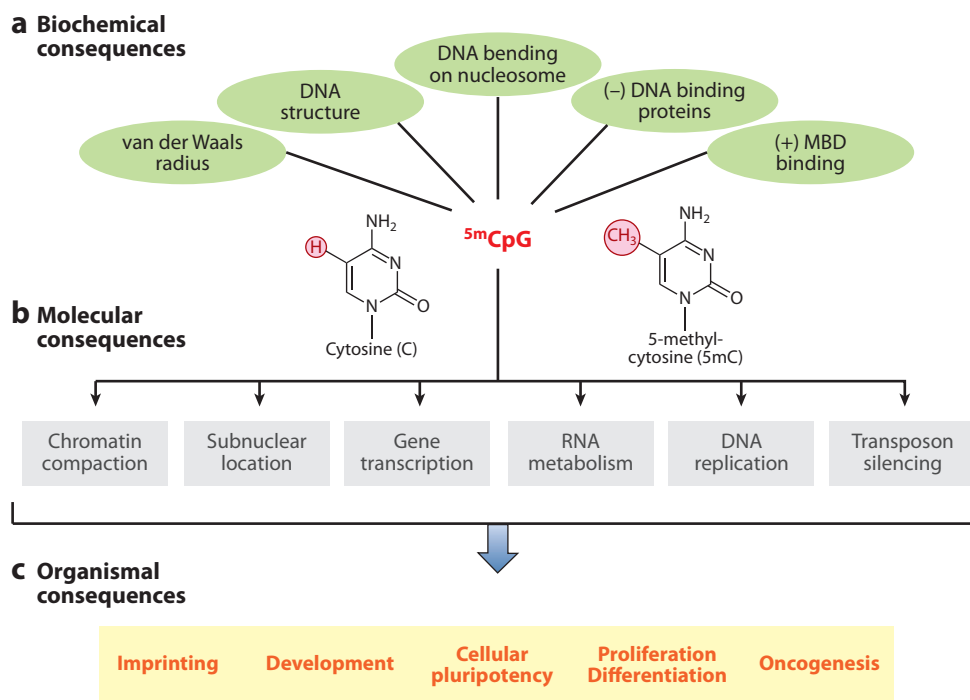 a Biochemical
consequences
van der Waals
radius
DNA
structure
DNA bending
on nucleosome
(–) DNA binding
proteins
(+) MBD
binding
5mCpG
H
NH2
N
N
O
Cytosine (C)
CH3
NH2
N
N
O
5-methyl-
cytosine (5mC)
b Molecular
consequences
Chromatin
compaction
Subnuclear
location
Gene
transcription
RNA
metabolism
DNA
replication
Transposon
silencing
c Organismal
consequences
Imprinting
Development
Cellular
pluripotency
Proliferation
Differentiation
Oncogenesis